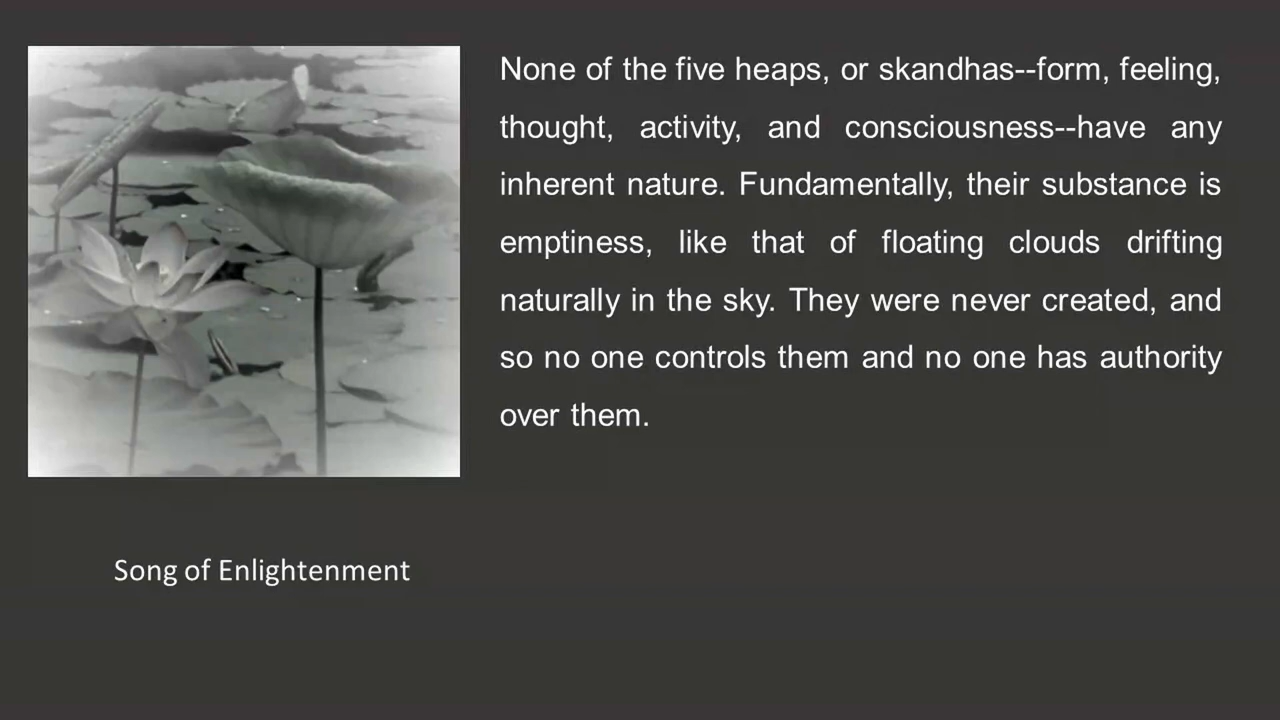 None of the five heaps, or skandhas--form, feeling,
thought, activity, and consciousness--have any
inherent nature. Fundamentally, their substance is
emptiness, like that of floating clouds drifting
naturally in the sky. They were never created, and
so no one controls them and no one has authority
over them.
Song of Enlightenment